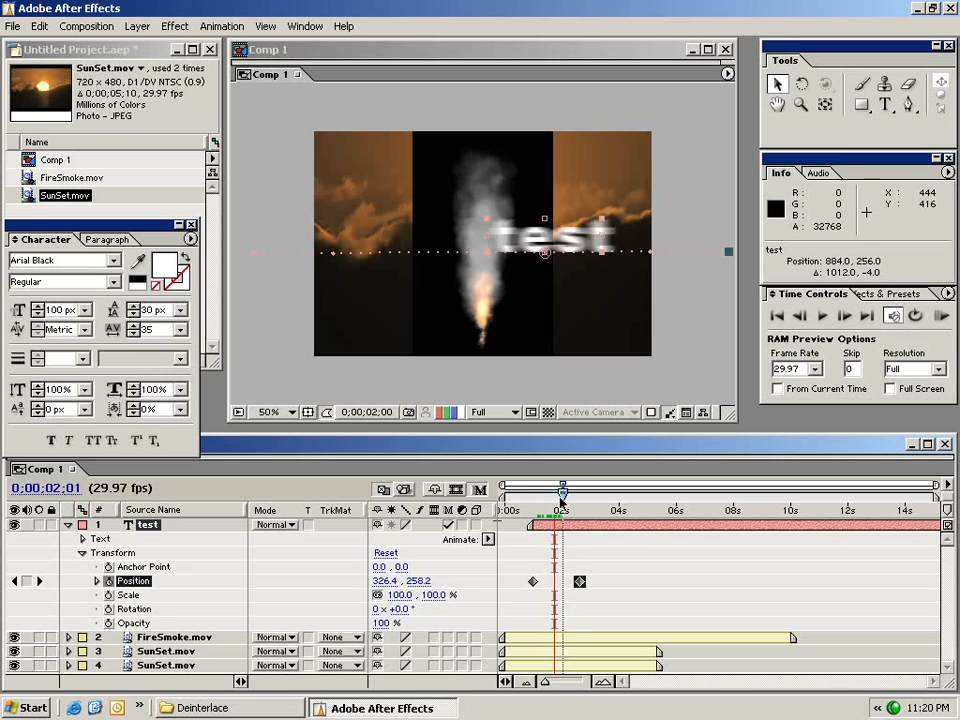 Adobe After Effects
File Edit Composition Layer Effect Animation View Window Help
Untitled Project.aep *
SunSet.mov ▾, used 2 times
720 x 480, D1/DV NTSC (0.9)
Δ 0;00;05;10, 29.97 fps
Millions of Colors
Photo - JPEG
Name
Comp 1
FireSmoke.mov
SunSet.mov
Character Paragraph
Arial Black
Regular
100 px 30 px
Metric 35
100% 100%
0 px 0%
T T TT Tr T¹ T₁
Comp 1
Comp 1
test
50% 0;00;02;00 Full Active Camera
Tools
Info Audio
R : 0 X : 444
G : 0 Y : 416
B : 0
A : 32768
test
Position: 884.0, 256.0
Δ: 1012.0, -4.0
Time Controls Effects & Presets
RAM Preview Options
Frame Rate Skip Resolution
29.97 0 Full
From Current Time Full Screen
Comp 1
0;00;02;01 (29.97 fps)
# Source Name Mode T TrkMat
:00s 02s 04s 06s 08s 10s 12s 14s
1 T test Normal
Text Animate:
Transform Reset
Anchor Point 0.0 , 0.0
Position 326.4 , 258.2
Scale 100.0 , 100.0 %
Rotation 0 x +0.0 °
Opacity 100 %
2 FireSmoke.mov Normal None
3 SunSet.mov Normal None
4 SunSet.mov Normal None
Start » Deinterlace Adobe After Effects « 11:20 PM